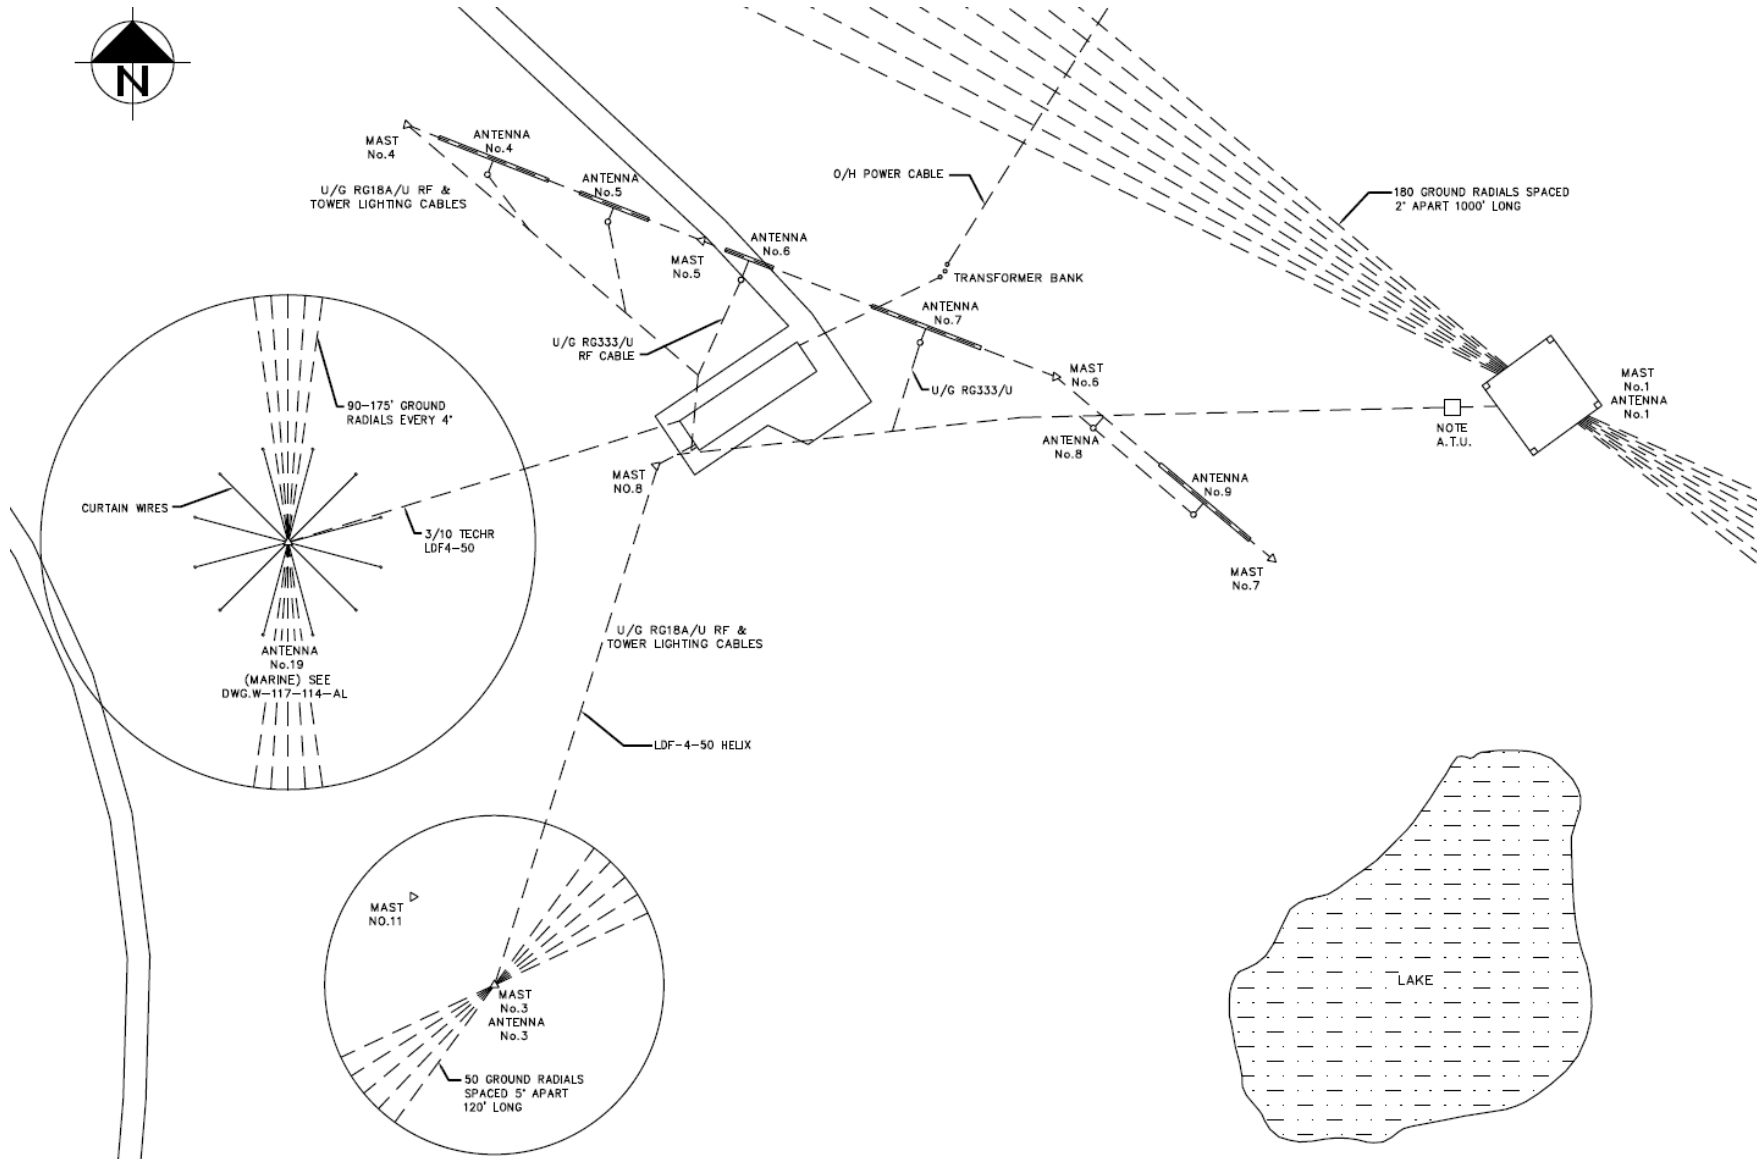 N
MAST
No.4
ANTENNA
No.4
U/G RG18A/U RF &
TOWER LIGHTING CABLES
ANTENNA
No.5
MAST
No.5
ANTENNA
No.6
O/H POWER CABLE
TRANSFORMER BANK
180 GROUND RADIALS SPACED
2° APART 1000' LONG
U/G RG333/U
RF CABLE
ANTENNA
No.7
U/G RG333/U
MAST
No.6
MAST
No.1
ANTENNA
No.1
NOTE
A.T.U.
90-175' GROUND
RADIALS EVERY 4°
CURTAIN WIRES
3/10 TECHR
LDF4-50
MAST
NO.8
ANTENNA
No.8
ANTENNA
No.9
MAST
No.7
ANTENNA
No.19
(MARINE) SEE
DWG.W-117-114-AL
U/G RG18A/U RF &
TOWER LIGHTING CABLES
LDF-4-50 HELIX
MAST
NO.11
MAST
No.3
ANTENNA
No.3
50 GROUND RADIALS
SPACED 5° APART
120' LONG
LAKE